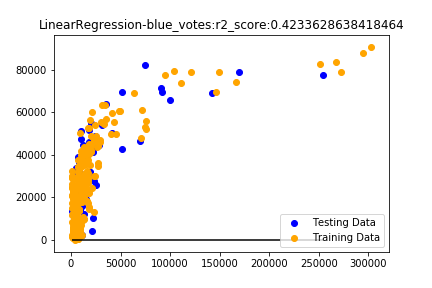 LinearRegression-blue_votes:r2_score:0.4233628638418464
80000
60000
40000
20000
0
Testing Data
Training Data
0 50000 100000 150000 200000 250000 300000